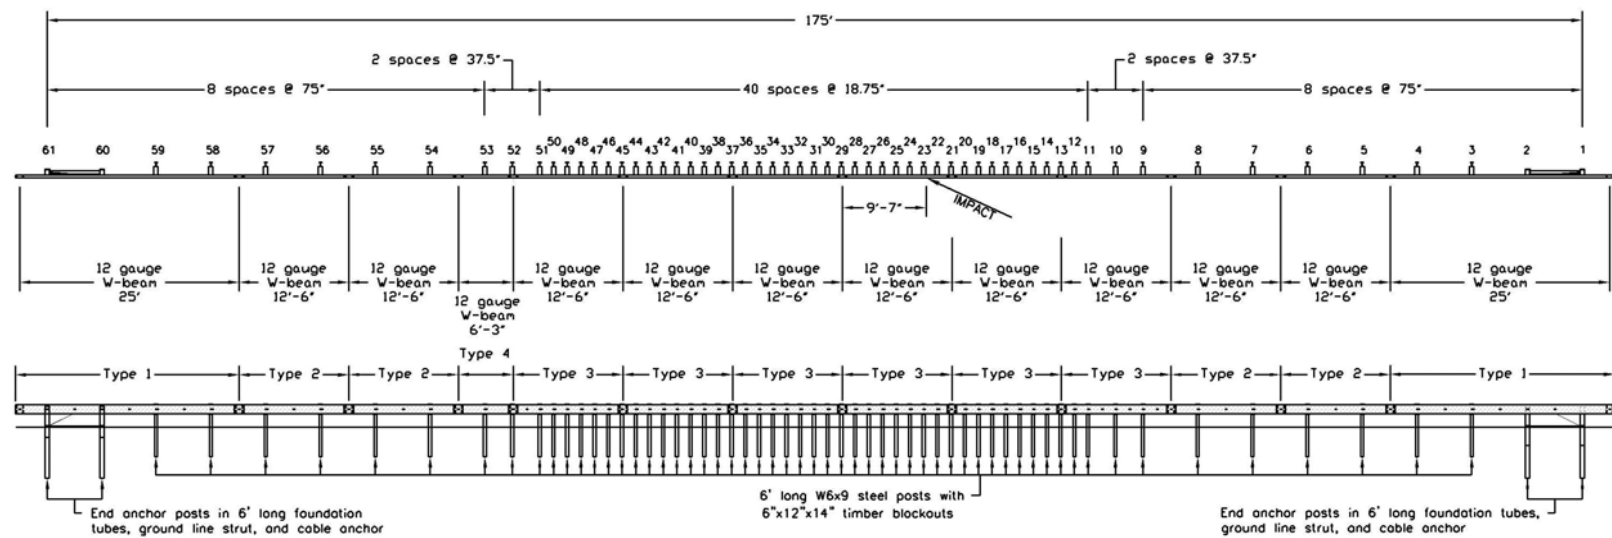 175'
2 spaces @ 37.5"
2 spaces @ 37.5"
8 spaces @ 75"
40 spaces @ 18.75"
8 spaces @ 75"
61 60 59 58 57 56 55 54 53 52 51 50 49 48 47 46 45 44 43 42 41 40 39 38 37 36 35 34 33 32 31 30 29 28 27 26 25 24 23 22 21 20 19 18 17 16 15 14 13 12 11 10 9 8 7 6 5 4 3 2 1
9'-7"
IMPACT
12 gauge
W-beam
25'
12 gauge
W-beam
12'-6"
12 gauge
W-beam
12'-6"
12 gauge
W-beam
6'-3"
12 gauge
W-beam
12'-6"
12 gauge
W-beam
12'-6"
12 gauge
W-beam
12'-6"
12 gauge
W-beam
12'-6"
12 gauge
W-beam
12'-6"
12 gauge
W-beam
12'-6"
12 gauge
W-beam
12'-6"
12 gauge
W-beam
12'-6"
12 gauge
W-beam
25'
Type 1
Type 2
Type 2
Type 4
Type 3
Type 3
Type 3
Type 3
Type 3
Type 3
Type 2
Type 2
Type 1
End anchor posts in 6' long foundation
tubes, ground line strut, and cable anchor
6' long W6x9 steel posts with
6"x12"x14" timber blockouts
End anchor posts in 6' long foundation tubes,
ground line strut, and cable anchor